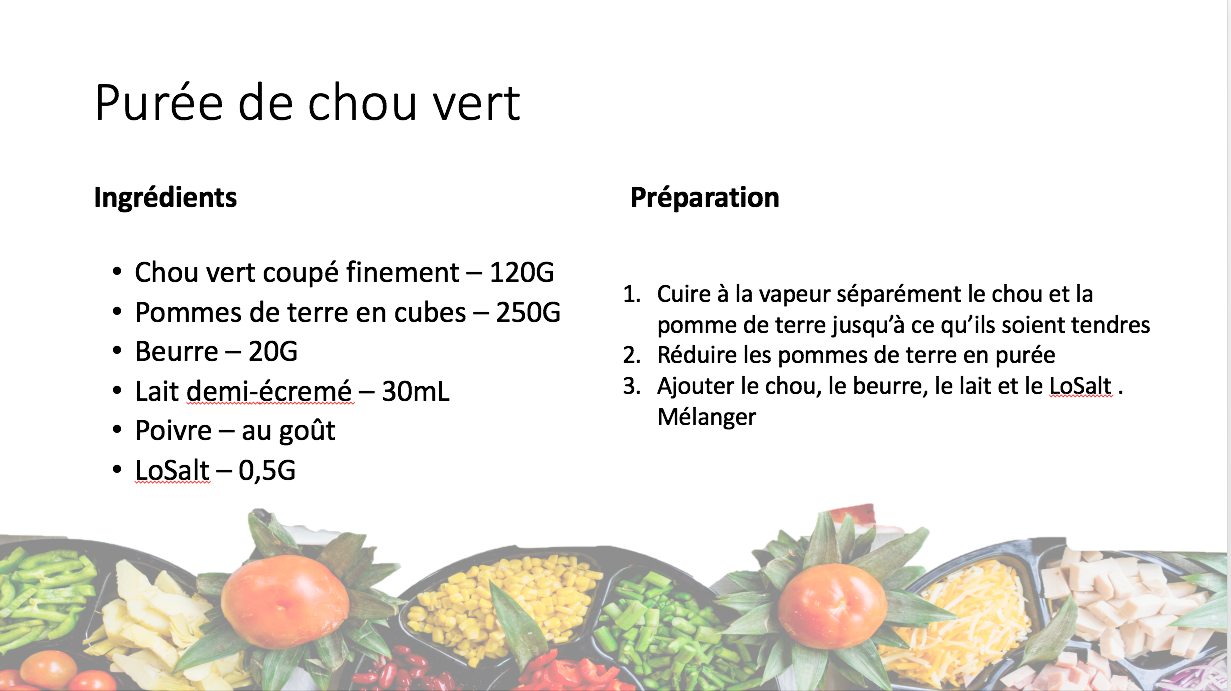 Purée de chou vert
Ingrédients
• Chou vert coupé finement – 120G
• Pommes de terre en cubes – 250G
• Beurre – 20G
• Lait demi-écremé – 30mL
• Poivre – au goût
• LoSalt – 0,5G
Préparation
1. Cuire à la vapeur séparément le chou et la
pomme de terre jusqu’à ce qu’ils soient tendres
2. Réduire les pommes de terre en purée
3. Ajouter le chou, le beurre, le lait et le LoSalt .
Mélanger